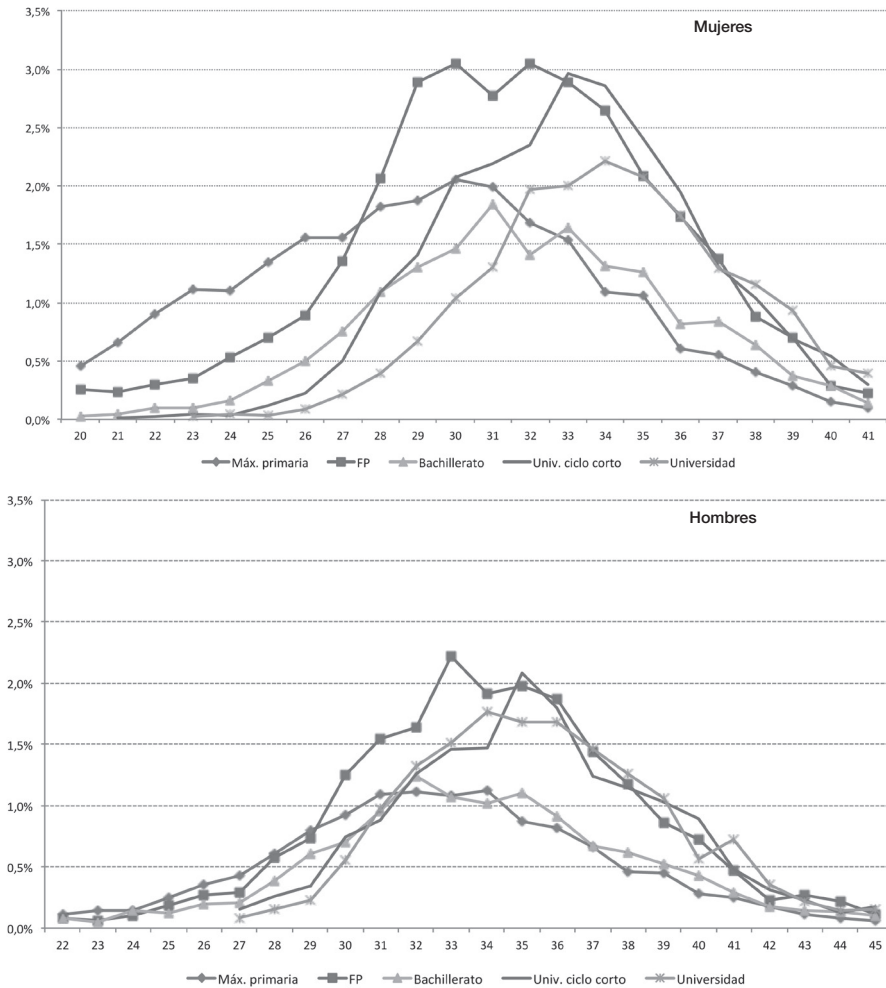 Mujeres
3,5%
3,0%
2,5%
2,0%
1,5%
1,0%
0,5%
0,0%
20 21 22 23 24 25 26 27 28 29 30 31 32 33 34 35 36 37 38 39 40 41
Máx. primaria FP Bachillerato Univ. ciclo corto Universidad
Hombres
3,5%
3,0%
2,5%
2,0%
1,5%
1,0%
0,5%
0,0%
22 23 24 25 26 27 28 29 30 31 32 33 34 35 36 37 38 39 40 41 42 43 44 45
Máx. primaria FP Bachillerato Univ. ciclo corto Universidad